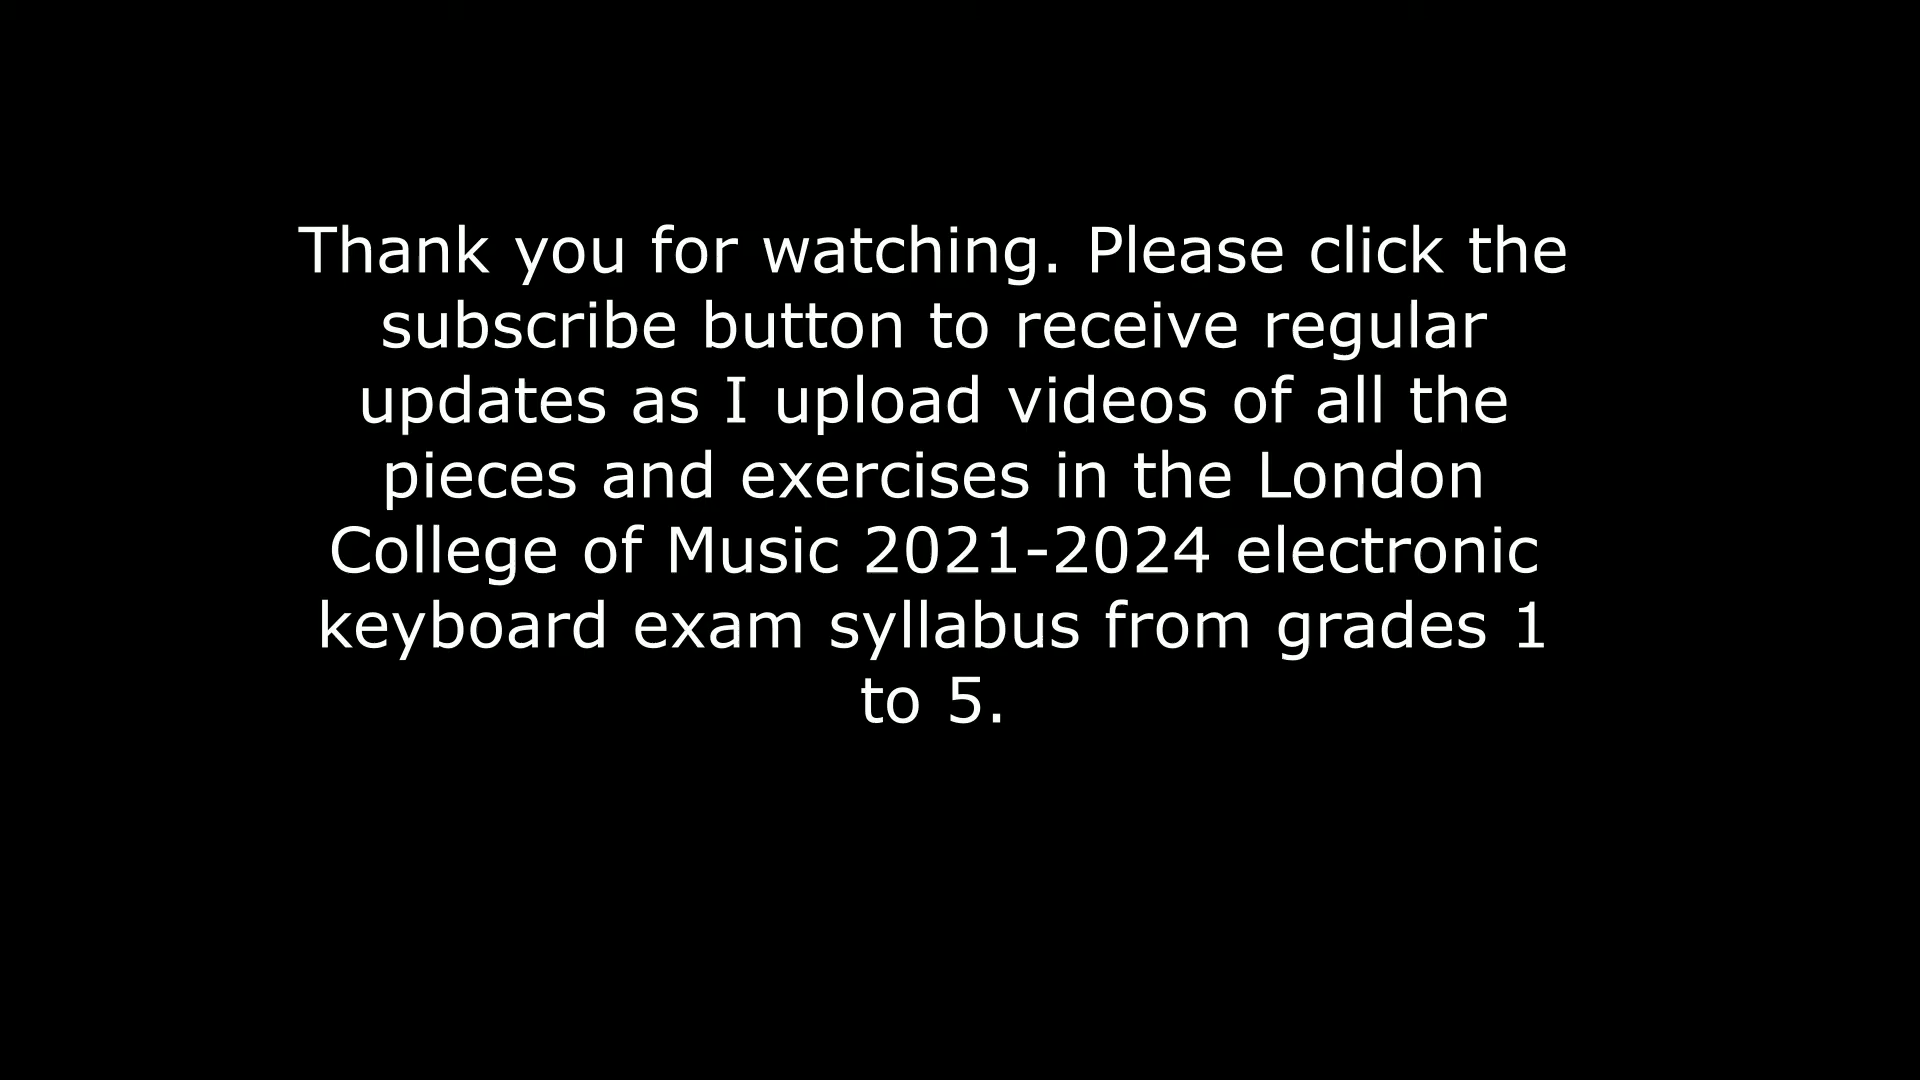 Thank you for watching. Please click the
subscribe button to receive regular
updates as I upload videos of all the
pieces and exercises in the London
College of Music 2021-2024 electronic
keyboard exam syllabus from grades 1
to 5.